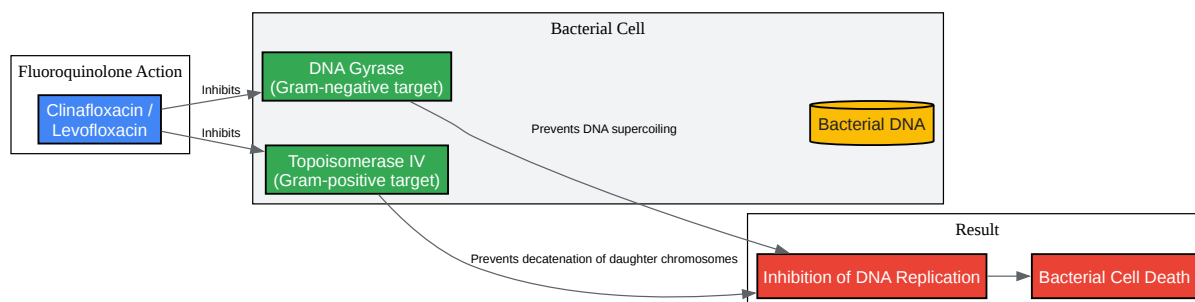 Bacterial Cell
Fluoroquinolone Action
DNA Gyrase
(Gram-negative target)
Inhibits
Clinafloxacin /
Levofloxacin
Bacterial DNA
Prevents DNA supercoiling
Inhibits
Topoisomerase IV
(Gram-positive target)
Result
Prevents decatenation of daughter chromosomes
Inhibition of DNA Replication
Bacterial Cell Death